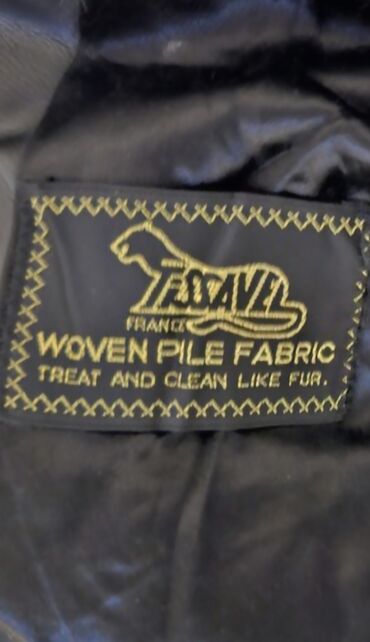 TISSAVEL
FRANCE
WOVEN PILE FABRIC
TREAT AND CLEAN LIKE FUR.